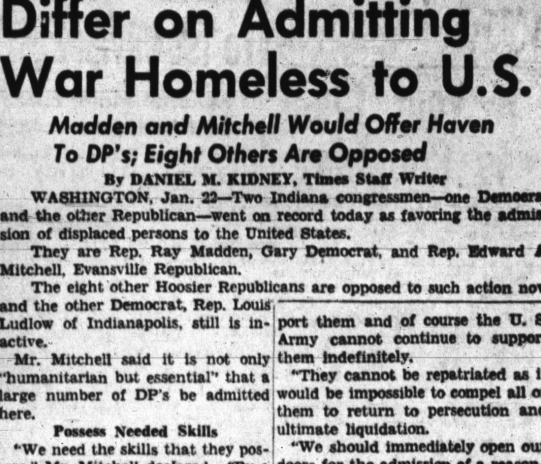 Differ on Admitting
War Homeless to U.S.
Madden and Mitchell Would Offer Haven
To DP's; Eight Others Are Opposed
By DANIEL M. KIDNEY, Times Staff Writer
WASHINGTON, Jan. 22—Two Indiana congressmen—one Democra
and the other Republican—went on record today as favoring the admis
sion of displaced persons to the United States.
They are Rep. Ray Madden, Gary Democrat, and Rep. Edward A
Mitchell, Evansville Republican.
The eight other Hoosier Republicans are opposed to such action now
and the other Democrat, Rep. Louis
Ludlow of Indianapolis, still is in-
active.
Mr. Mitchell said it is not only
"humanitarian but essential" that a
large number of DP's be admitted
here.
Possess Needed Skills
"We need the skills that they pos-
port them and of course the U. S
Army cannot continue to support
them indefinitely.
"They cannot be repatriated as i
would be impossible to compel all o
them to return to persecution and
ultimate liquidation.
"We should immediately open our